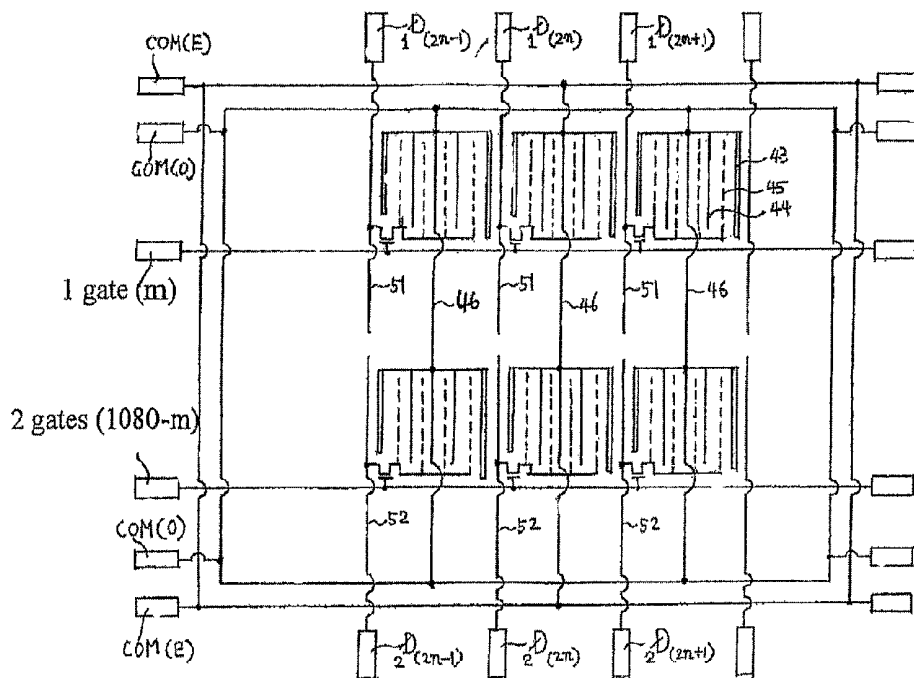 1D(2n-1) 1D(2n) 1D(2n+1)
COM(E)
COM(O)
43
45
44
1 gate (m)
51 46 51 46 51 46
2 gates (1080-m)
52 52 52
COM(O)
COM(E)
2D(2n-1) 2D(2n) 2D(2n+1)